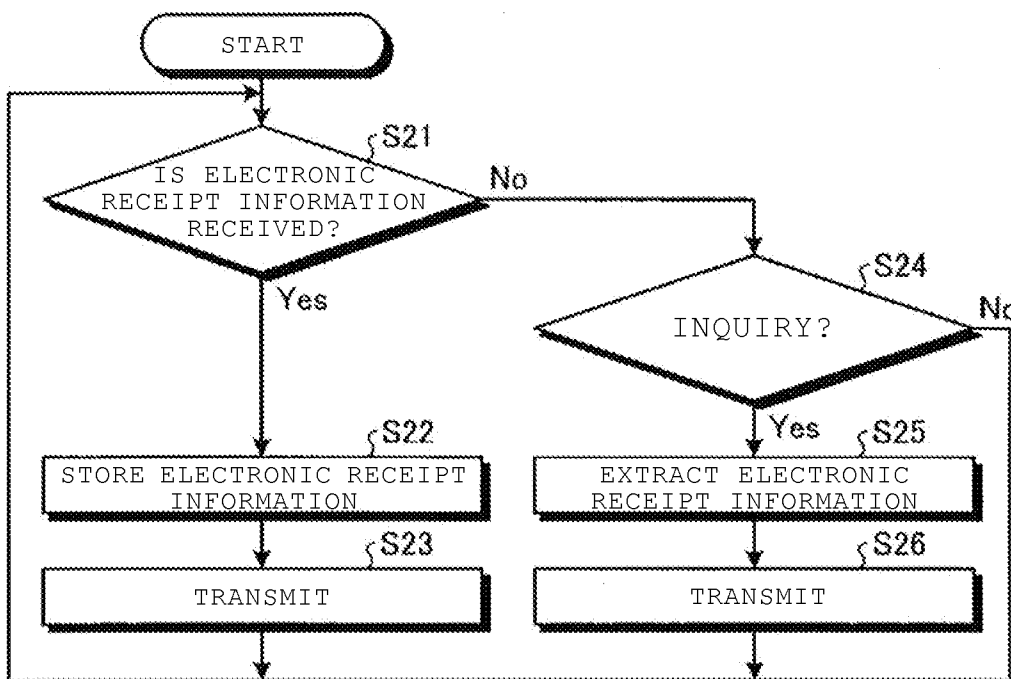 START
S21
IS ELECTRONIC
RECEIPT INFORMATION
RECEIVED?
No
Yes
S24
INQUIRY?
No
Yes
S22
STORE ELECTRONIC RECEIPT
INFORMATION
S25
EXTRACT ELECTRONIC
RECEIPT INFORMATION
S23
TRANSMIT
S26
TRANSMIT